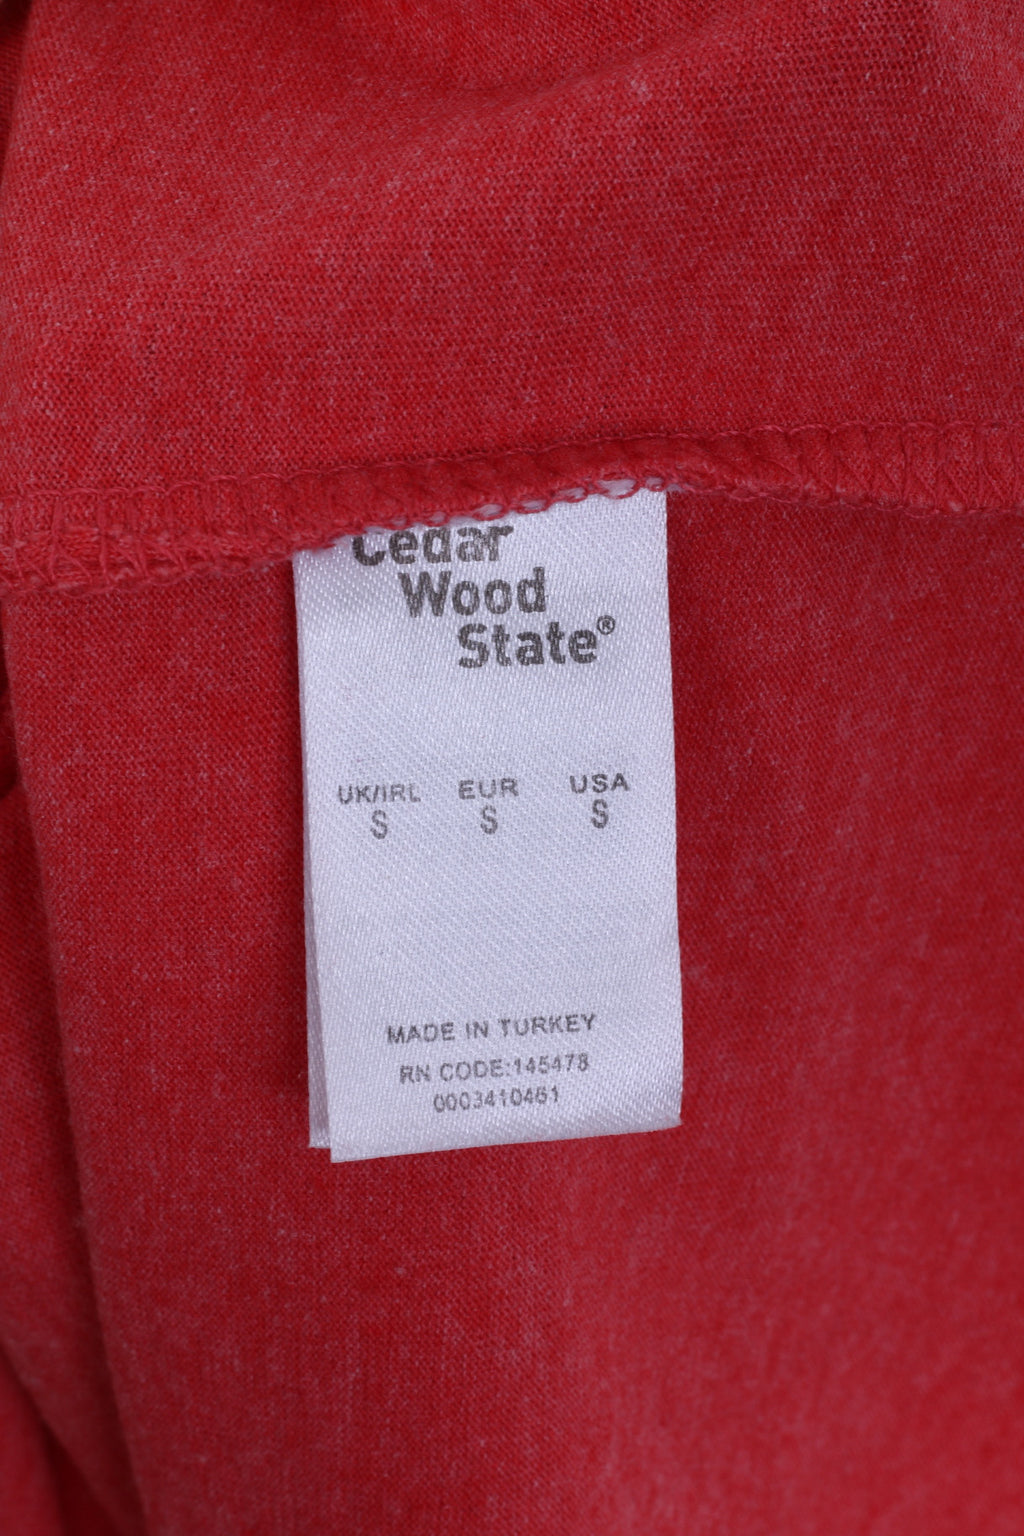 Cedar
Wood
State®
UK/IRL EUR USA
S S S
MADE IN TURKEY
RN CODE:145478
0003410461